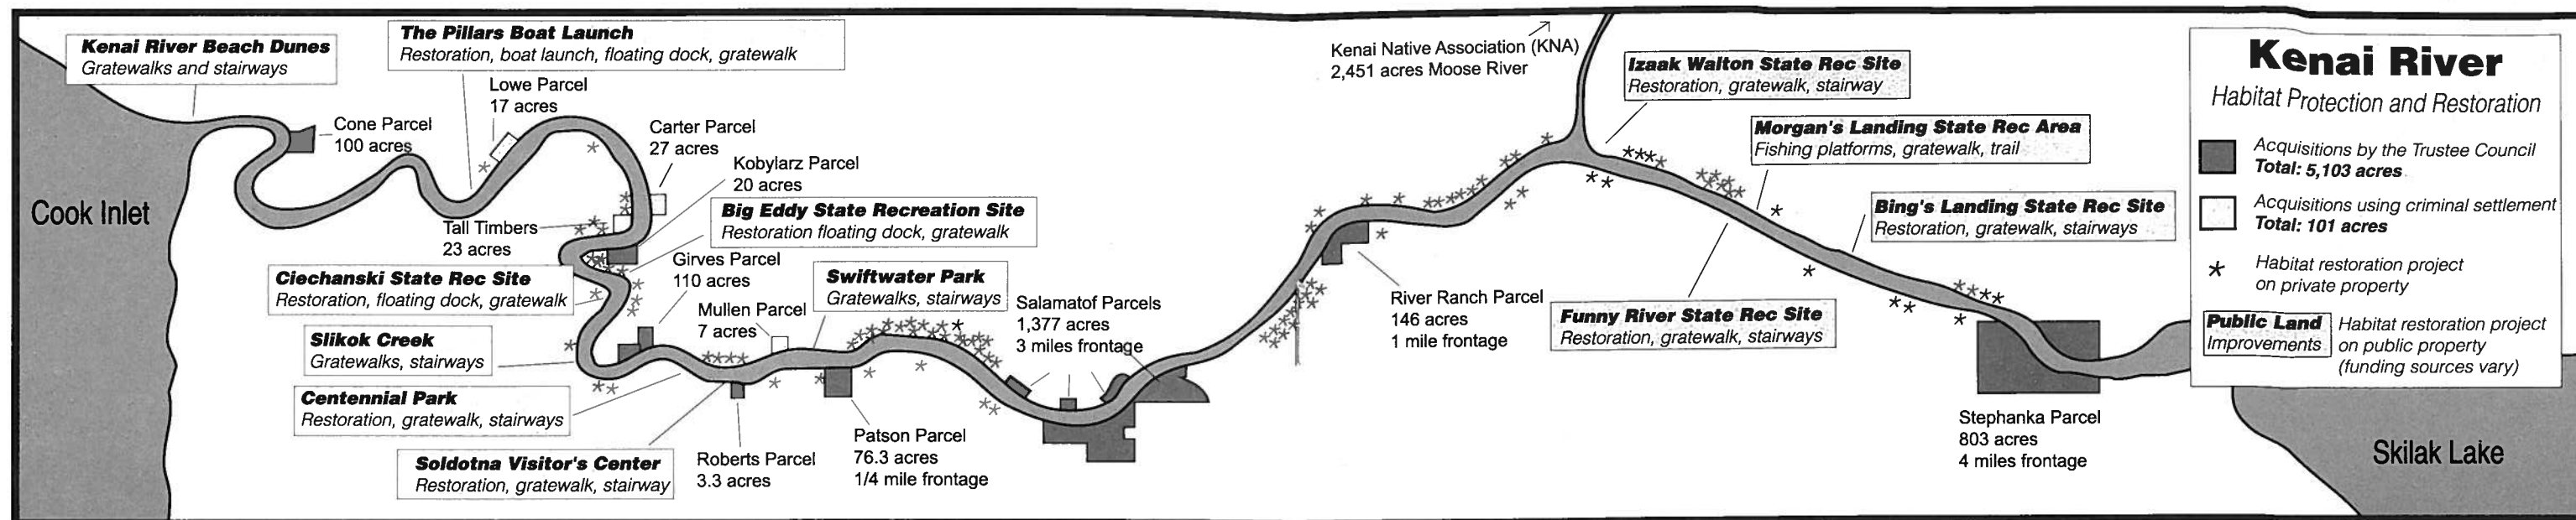 Kenai River Beach Dunes
Gratewalks and stairways
The Pillars Boat Launch
Restoration, boat launch, floating dock, gratewalk
Lowe Parcel
17 acres
Cone Parcel
100 acres
Carter Parcel
27 acres
Kobylarz Parcel
20 acres
Cook Inlet
Tall Timbers
23 acres
Big Eddy State Recreation Site
Restoration floating dock, gratewalk
Ciechanski State Rec Site
Restoration, floating dock, gratewalk
Girves Parcel
110 acres
Mullen Parcel
7 acres
Swiftwater Park
Gratewalks, stairways
Salamatof Parcels
1,377 acres
3 miles frontage
Slikok Creek
Gratewalks, stairways
Centennial Park
Restoration, gratewalk, stairways
Soldotna Visitor's Center
Restoration, gratewalk, stairway
Roberts Parcel
3.3 acres
Patson Parcel
76.3 acres
1/4 mile frontage
Kenai Native Association (KNA)
2,451 acres Moose River
Izaak Walton State Rec Site
Restoration, gratewalk, stairway
Morgan's Landing State Rec Area
Fishing platforms, gratewalk, trail
Bing's Landing State Rec Site
Restoration, gratewalk, stairways
River Ranch Parcel
146 acres
1 mile frontage
Funny River State Rec Site
Restoration, gratewalk, stairways
Stephanka Parcel
803 acres
4 miles frontage
Skilak Lake
Kenai River
Habitat Protection and Restoration
Acquisitions by the Trustee Council
Total: 5,103 acres
Acquisitions using criminal settlement
Total: 101 acres
* Habitat restoration project
on private property
Public Land
Improvements
Habitat restoration project
on public property
(funding sources vary)